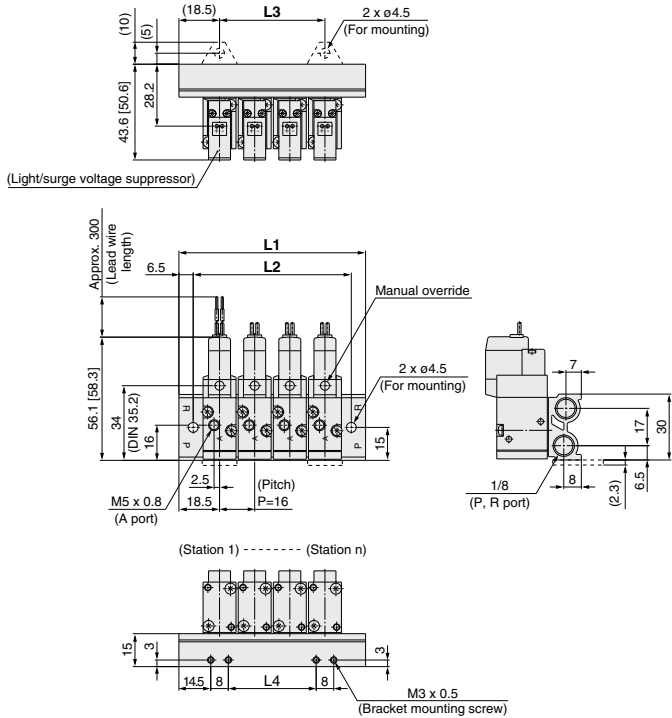 (18.5)
L3
2 x ø4.5
(For mounting)
(10)
(5)
28.2
43.6 [50.6]
(Light/surge voltage suppressor)
Approx. 300
(Lead wire
length)
L1
6.5
L2
Manual override
2 x ø4.5
(For mounting)
56.1 [58.3]
34
(DIN 35.2)
16
R
P
A
A
A
A
R
P
15
2.5
(Pitch)
M5 x 0.8
(A port)
18.5
P=16
7
17
30
1/8
(P, R port)
8
(2.3)
6.5
(Station 1) - - - - - - - (Station n)
15
3
3
14.5
8
L4
8
M3 x 0.5
(Bracket mounting screw)